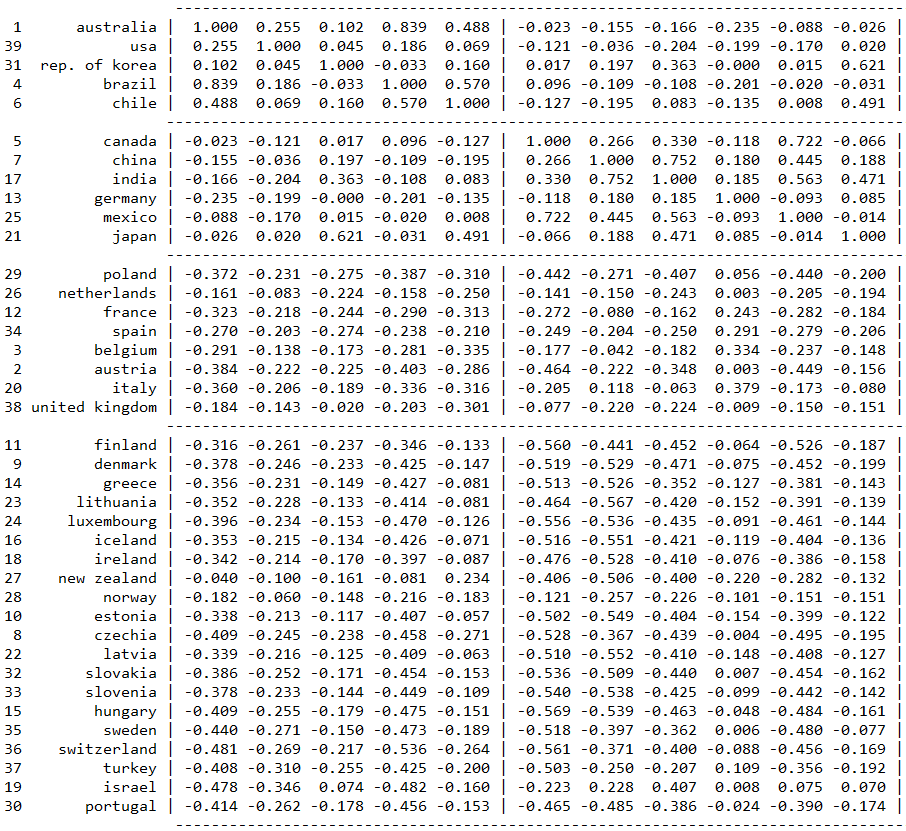 --------------------------------------------------------------------------
1 australia | 1.000 0.255 0.102 0.839 0.488 | -0.023 -0.155 -0.166 -0.235 -0.088 -0.026 |
39 usa | 0.255 1.000 0.045 0.186 0.069 | -0.121 -0.036 -0.204 -0.199 -0.170 0.020 |
31 rep. of korea | 0.102 0.045 1.000 -0.033 0.160 | 0.017 0.197 0.363 -0.000 0.015 0.621 |
4 brazil | 0.839 0.186 -0.033 1.000 0.570 | 0.096 -0.109 -0.108 -0.201 -0.020 -0.031 |
6 chile | 0.488 0.069 0.160 0.570 1.000 | -0.127 -0.195 0.083 -0.135 0.008 0.491 |
--------------------------------------------------------------------------
5 canada | -0.023 -0.121 0.017 0.096 -0.127 | 1.000 0.266 0.330 -0.118 0.722 -0.066 |
7 china | -0.155 -0.036 0.197 -0.109 -0.195 | 0.266 1.000 0.752 0.180 0.445 0.188 |
17 india | -0.166 -0.204 0.363 -0.108 0.083 | 0.330 0.752 1.000 0.185 0.563 0.471 |
13 germany | -0.235 -0.199 -0.000 -0.201 -0.135 | -0.118 0.180 0.185 1.000 -0.093 0.085 |
25 mexico | -0.088 -0.170 0.015 -0.020 0.008 | 0.722 0.445 0.563 -0.093 1.000 -0.014 |
21 japan | -0.026 0.020 0.621 -0.031 0.491 | -0.066 0.188 0.471 0.085 -0.014 1.000 |
--------------------------------------------------------------------------
29 poland | -0.372 -0.231 -0.275 -0.387 -0.310 | -0.442 -0.271 -0.407 0.056 -0.440 -0.200 |
26 netherlands | -0.161 -0.083 -0.224 -0.158 -0.250 | -0.141 -0.150 -0.243 0.003 -0.205 -0.194 |
12 france | -0.323 -0.218 -0.244 -0.290 -0.313 | -0.272 -0.080 -0.162 0.243 -0.282 -0.184 |
34 spain | -0.270 -0.203 -0.274 -0.238 -0.210 | -0.249 -0.204 -0.250 0.291 -0.279 -0.206 |
3 belgium | -0.291 -0.138 -0.173 -0.281 -0.335 | -0.177 -0.042 -0.182 0.334 -0.237 -0.148 |
2 austria | -0.384 -0.222 -0.225 -0.403 -0.286 | -0.464 -0.222 -0.348 0.003 -0.449 -0.156 |
20 italy | -0.360 -0.206 -0.189 -0.336 -0.316 | -0.205 0.118 -0.063 0.379 -0.173 -0.080 |
38 united kingdom | -0.184 -0.143 -0.020 -0.203 -0.301 | -0.077 -0.220 -0.224 -0.009 -0.150 -0.151 |
--------------------------------------------------------------------------
11 finland | -0.316 -0.261 -0.237 -0.346 -0.133 | -0.560 -0.441 -0.452 -0.064 -0.526 -0.187 |
9 denmark | -0.378 -0.246 -0.233 -0.425 -0.147 | -0.519 -0.529 -0.471 -0.075 -0.452 -0.199 |
14 greece | -0.356 -0.231 -0.149 -0.427 -0.081 | -0.513 -0.526 -0.352 -0.127 -0.381 -0.143 |
23 lithuania | -0.352 -0.228 -0.133 -0.414 -0.081 | -0.464 -0.567 -0.420 -0.152 -0.391 -0.139 |
24 luxembourg | -0.396 -0.234 -0.153 -0.470 -0.126 | -0.556 -0.536 -0.435 -0.091 -0.461 -0.144 |
16 iceland | -0.353 -0.215 -0.134 -0.426 -0.071 | -0.516 -0.551 -0.421 -0.119 -0.404 -0.136 |
18 ireland | -0.342 -0.214 -0.170 -0.397 -0.087 | -0.476 -0.528 -0.410 -0.076 -0.386 -0.158 |
27 new zealand | -0.040 -0.100 -0.161 -0.081 0.234 | -0.406 -0.506 -0.400 -0.220 -0.282 -0.132 |
28 norway | -0.182 -0.060 -0.148 -0.216 -0.183 | -0.121 -0.257 -0.226 -0.101 -0.151 -0.151 |
10 estonia | -0.338 -0.213 -0.117 -0.407 -0.057 | -0.502 -0.549 -0.404 -0.154 -0.399 -0.122 |
8 czechia | -0.409 -0.245 -0.238 -0.458 -0.271 | -0.528 -0.367 -0.439 -0.004 -0.495 -0.195 |
22 latvia | -0.339 -0.216 -0.125 -0.409 -0.063 | -0.510 -0.552 -0.410 -0.148 -0.408 -0.127 |
32 slovakia | -0.386 -0.252 -0.171 -0.454 -0.153 | -0.536 -0.509 -0.440 0.007 -0.454 -0.162 |
33 slovenia | -0.378 -0.233 -0.144 -0.449 -0.109 | -0.540 -0.538 -0.425 -0.099 -0.442 -0.142 |
15 hungary | -0.409 -0.255 -0.179 -0.475 -0.151 | -0.569 -0.539 -0.463 -0.048 -0.484 -0.161 |
35 sweden | -0.440 -0.271 -0.150 -0.473 -0.189 | -0.518 -0.397 -0.362 0.006 -0.480 -0.077 |
36 switzerland | -0.481 -0.269 -0.217 -0.536 -0.264 | -0.561 -0.371 -0.400 -0.088 -0.456 -0.169 |
37 turkey | -0.408 -0.310 -0.255 -0.425 -0.200 | -0.503 -0.250 -0.207 0.109 -0.356 -0.192 |
19 israel | -0.478 -0.346 0.074 -0.482 -0.160 | -0.223 0.228 0.407 0.008 0.075 0.070 |
30 portugal | -0.414 -0.262 -0.178 -0.456 -0.153 | -0.465 -0.485 -0.386 -0.024 -0.390 -0.174 |
--------------------------------------------------------------------------